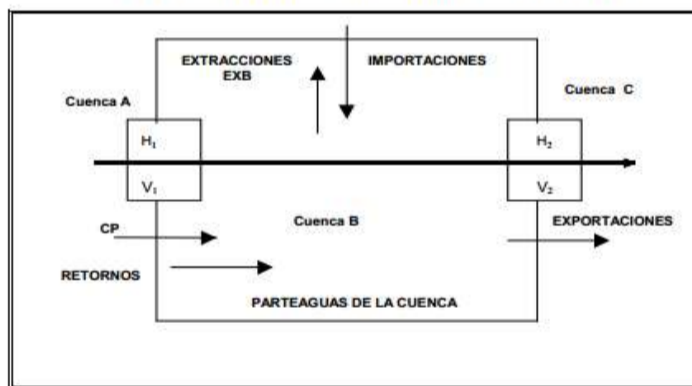 EXTRACCIONES
EXB
IMPORTACIONES
Cuenca A
Cuenca C
H₁
H₂
V₁
V₂
CP
Cuenca B
EXPORTACIONES
RETORNOS
PARTEAGUAS DE LA CUENCA